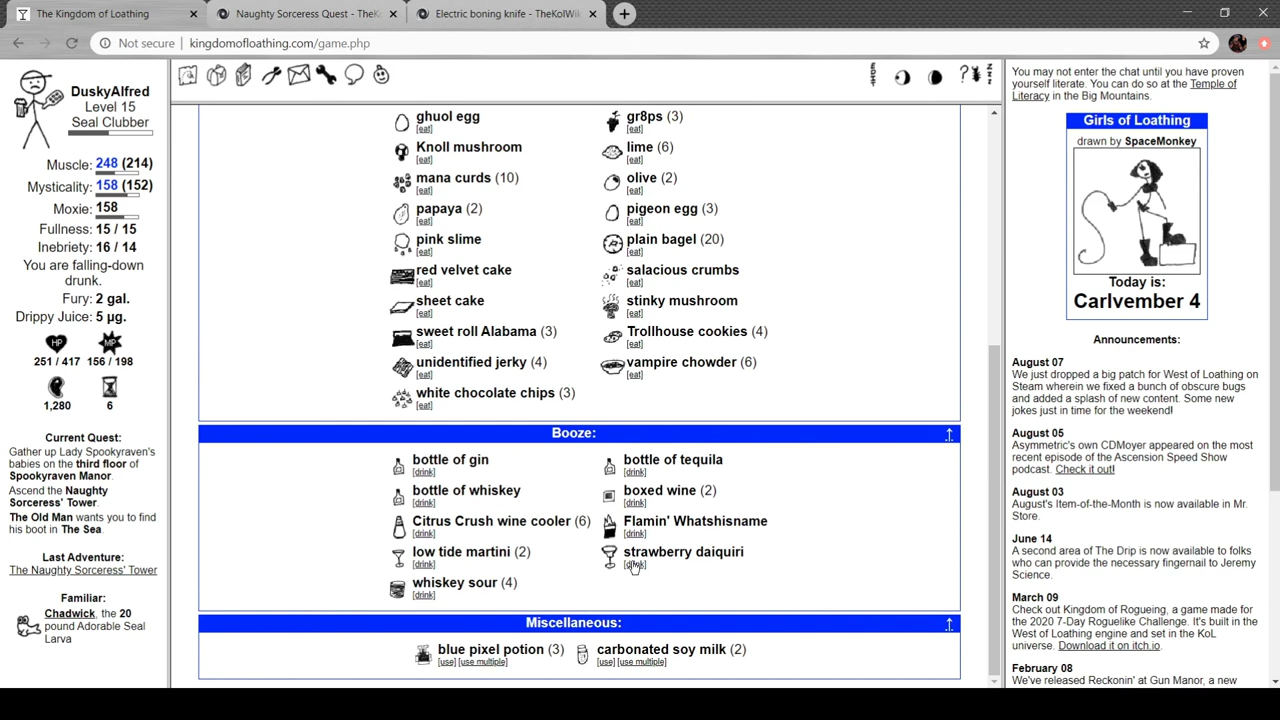 The Kingdom of Loathing
Naughty Sorceress Quest - TheK
Electric boning knife - TheKolWik
Not secure
kingdomofloathing.com/game.php
DuskyAlfred
Level 15
Seal Clubber
Muscle: 248 (214)
Mysticality: 158 (152)
Moxie: 158
Fullness: 15 / 15
Inebriety: 16 / 14
You are falling-down
drunk.
Fury: 2 gal.
Drippy Juice: 5 µg.
HP
MP
251 / 417
156 / 198
1,280
6
Current Quest:
Gather up Lady Spookyraven's
babies on the third floor of
Spookyraven Manor.
Ascend the Naughty
Sorceress' Tower.
The Old Man wants you to find
his boot in The Sea.
Last Adventure:
The Naughty Sorceress' Tower
Familiar:
Chadwick, the 20
pound Adorable Seal
Larva
ghuol egg
[eat]
gr8ps (3)
[eat]
Knoll mushroom
[eat]
lime (6)
[eat]
mana curds (10)
[eat]
olive (2)
[eat]
papaya (2)
[eat]
pigeon egg (3)
[eat]
pink slime
[eat]
plain bagel (20)
[eat]
red velvet cake
[eat]
salacious crumbs
[eat]
sheet cake
[eat]
stinky mushroom
[eat]
sweet roll Alabama (3)
[eat]
Trollhouse cookies (4)
[eat]
unidentified jerky (4)
[eat]
vampire chowder (6)
[eat]
white chocolate chips (3)
[eat]
Booze:
bottle of gin
[drink]
bottle of tequila
[drink]
bottle of whiskey
[drink]
boxed wine (2)
[drink]
Citrus Crush wine cooler (6)
[drink]
Flamin' Whatshisname
[drink]
low tide martini (2)
[drink]
strawberry daiquiri
[drink]
whiskey sour (4)
[drink]
Miscellaneous:
blue pixel potion (3)
[use] [use multiple]
carbonated soy milk (2)
[use] [use multiple]
You may not enter the chat until you have proven
yourself literate. You can do so at the Temple of
Literacy in the Big Mountains.
Girls of Loathing
drawn by SpaceMonkey
Today is:
Carlvember 4
Announcements:
August 07
We just dropped a big patch for West of Loathing on
Steam wherein we fixed a bunch of obscure bugs
and added a splash of new content. Some new
jokes just in time for the weekend!
August 05
Asymmetric's own CDMoyer appeared on the most
recent episode of the Ascension Speed Show
podcast. Check it out!
August 03
August's Item-of-the-Month is now available in Mr.
Store.
June 14
A second area of The Drip is now available to folks
who can provide the necessary fingernail to Jeremy
Science.
March 09
Check out Kingdom of Rogueing, a game made for
the 2020 7-Day Roguelike Challenge. It's built in the
West of Loathing engine and set in the KoL
universe. Download it on itch.io.
February 08
We've released Reckonin' at Gun Manor, a new